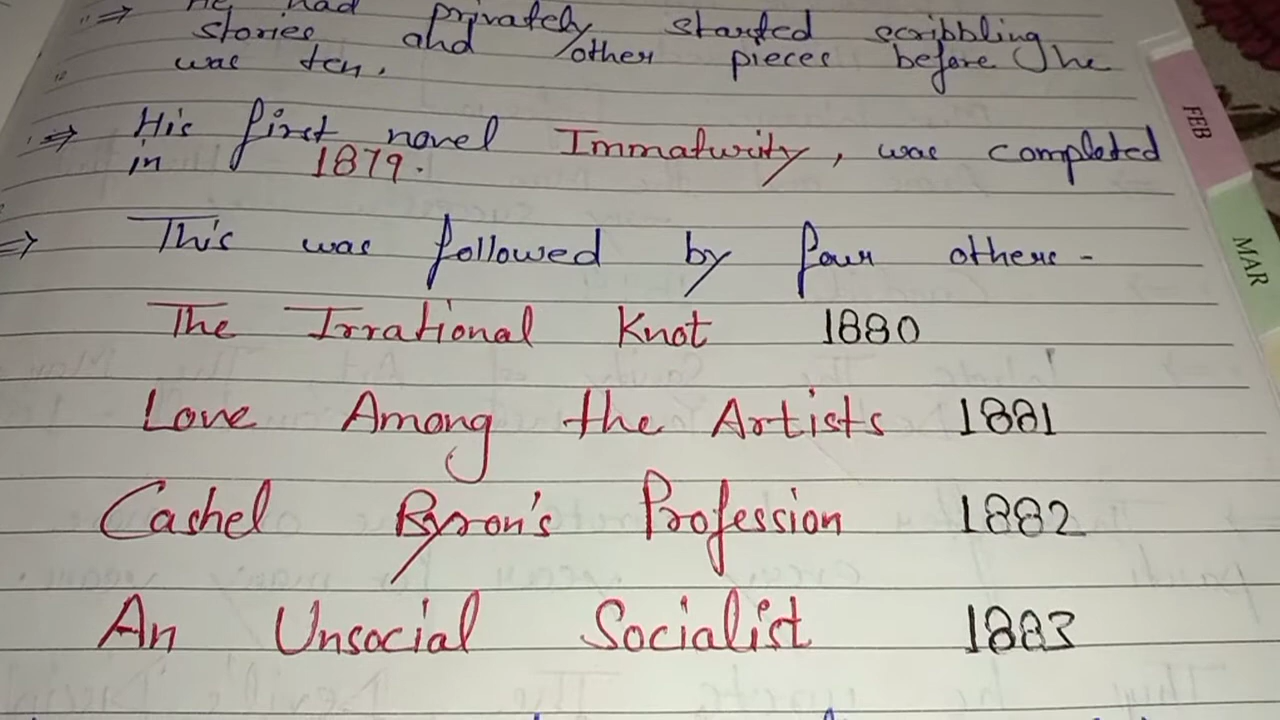 ⇒ He had privately started scribbling
stories and other pieces before he
was ten.
⇒ His first novel Immaturity, was completed
in 1879.
⇒ This was followed by four others -
The Irrational Knot 1880
Love Among the Artists 1881
Cashel Byron's Profession 1882
An Unsocial Socialist 1883
FEB
MAR